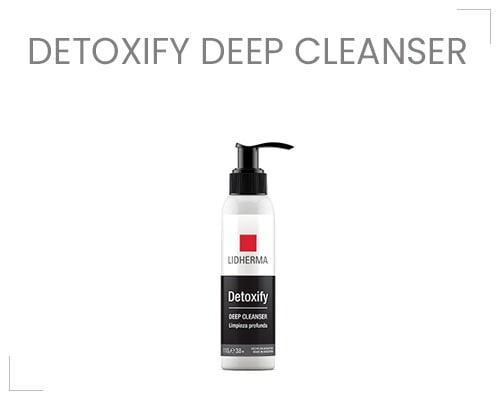 DETOXIFY DEEP CLEANSER
LIDHERMA
Detoxify
DEEP CLEANSER
Limpieza profunda